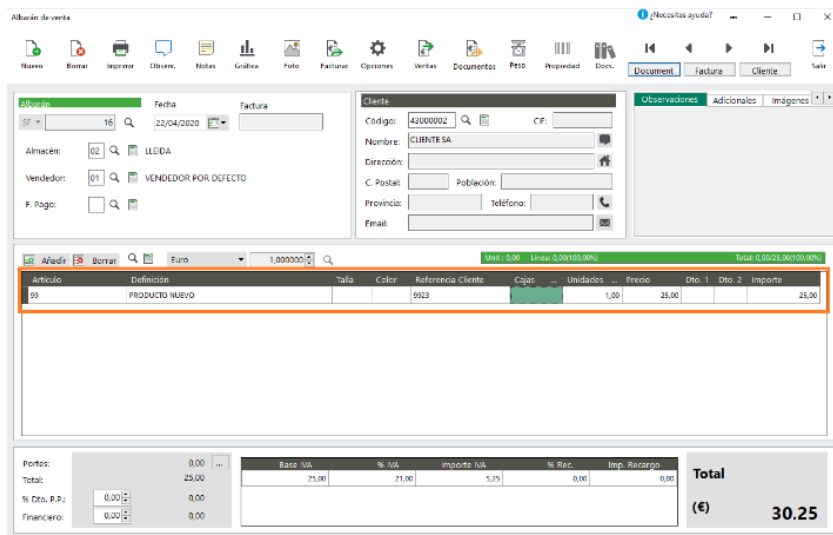 Albarán de venta ¿Necesitas ayuda?
Nuevo Borrar Imprimir Observ. Notas Gráfica Foto Facturar Opciones Ventas Documentos Peso Propiedad Docs. Document Factura Cliente Salir
Albarán Fecha Factura
SF 16 22/04/2020
Almacén: 02 LLEIDA
Vendedor: 01 VENDEDOR POR DEFECTO
F. Pago:
Cliente
Código: 43000002 CIF:
Nombre: CLIENTE SA
Dirección:
C. Postal: Población:
Provincia: Teléfono:
Email:
Observaciones Adicionales Imágenes
Añadir Borrar Euro 1,000000 Unit.: 0,00 Línea: 0,00(100,00%) Total: 0,00/25,00(100,00%)
Artículo Definición Talla Color Referencia Cliente Cajas ... Unidades ... Precio Dto. 1 Dto. 2 Importe
99 PRODUCTO NUEVO 9923 1,00 25,00 25,00
Portes: 0,00 ...
Total: 25,00
% Dto. P.P.: 0,00 0,00
Financiero: 0,00 0,00
Base IVA % IVA Importe IVA % Rec. Imp. Recargo
25,00 21,00 5,25 0,00 0,00
Total
(€) 30.25